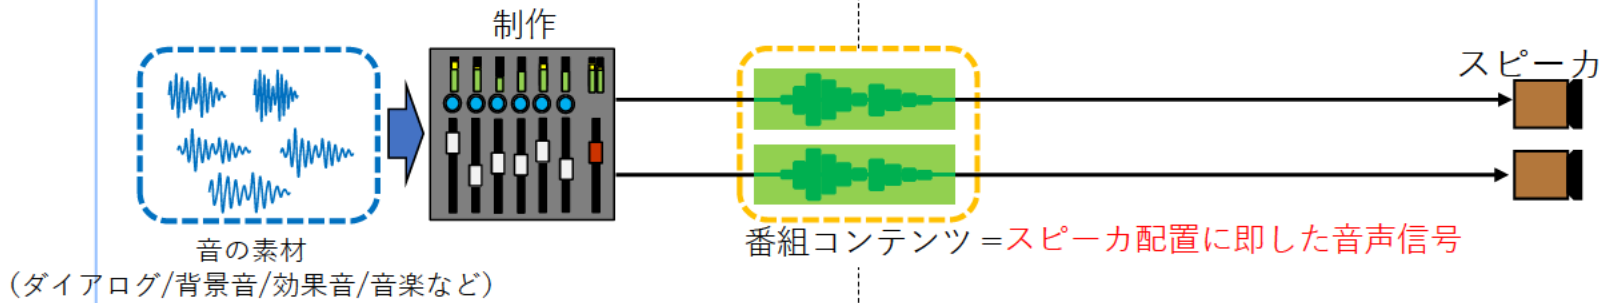 制作
スピーカ
番組コンテンツ =スピーカ配置に即した音声信号
音の素材
（ダイアログ/背景音/効果音/音楽など）